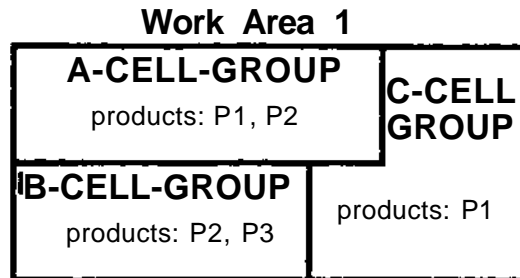 Work Area 1
A-CELL-GROUP
products: P1, P2
C-CELL
GROUP
B-CELL-GROUP
products: P2, P3
products: P1